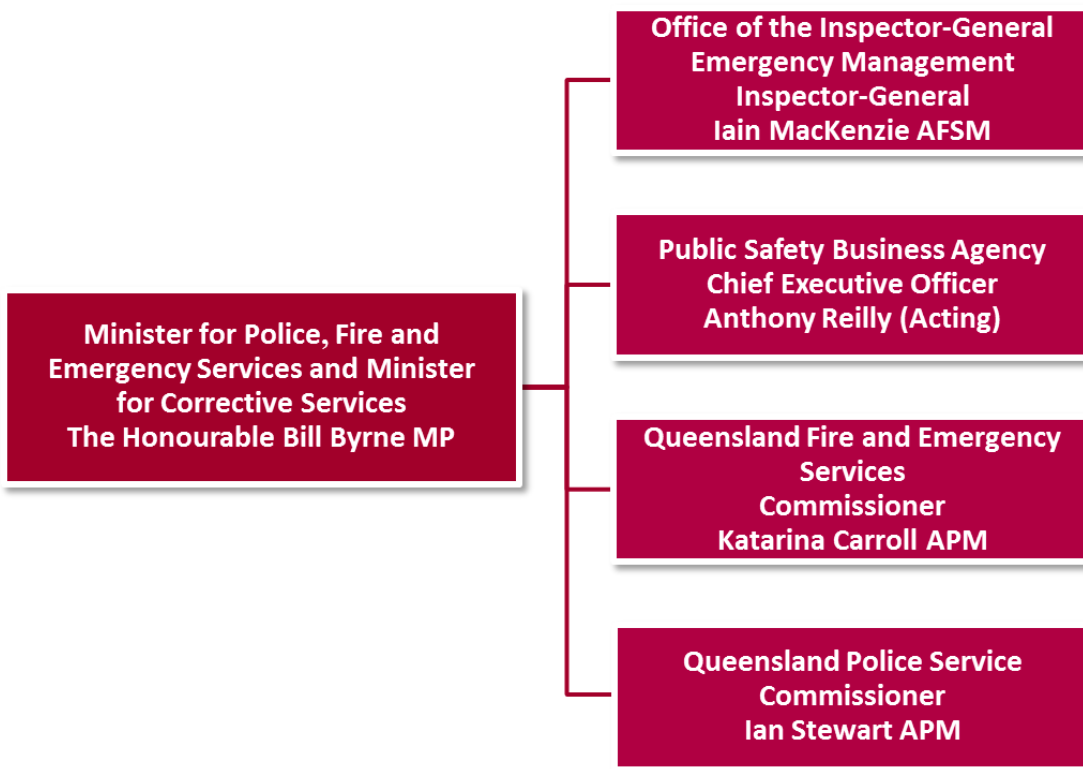 Office of the Inspector-General
Emergency Management
Inspector-General
Iain MacKenzie AFSM
Public Safety Business Agency
Chief Executive Officer
Anthony Reilly (Acting)
Minister for Police, Fire and
Emergency Services and Minister
for Corrective Services
The Honourable Bill Byrne MP
Queensland Fire and Emergency
Services
Commissioner
Katarina Carroll APM
Queensland Police Service
Commissioner
Ian Stewart APM